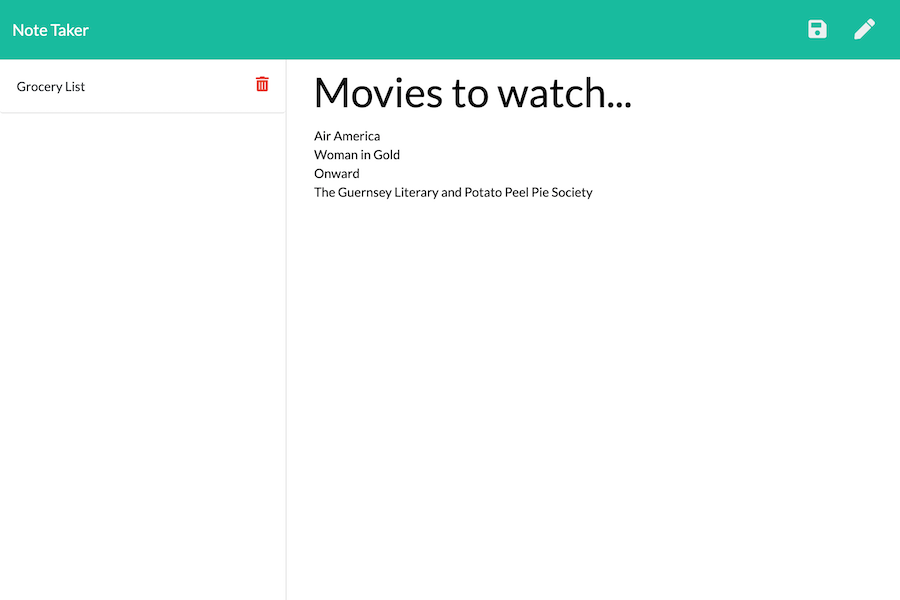 Note Taker
Grocery List
Movies to watch...
Air America
Woman in Gold
Onward
The Guernsey Literary and Potato Peel Pie Society